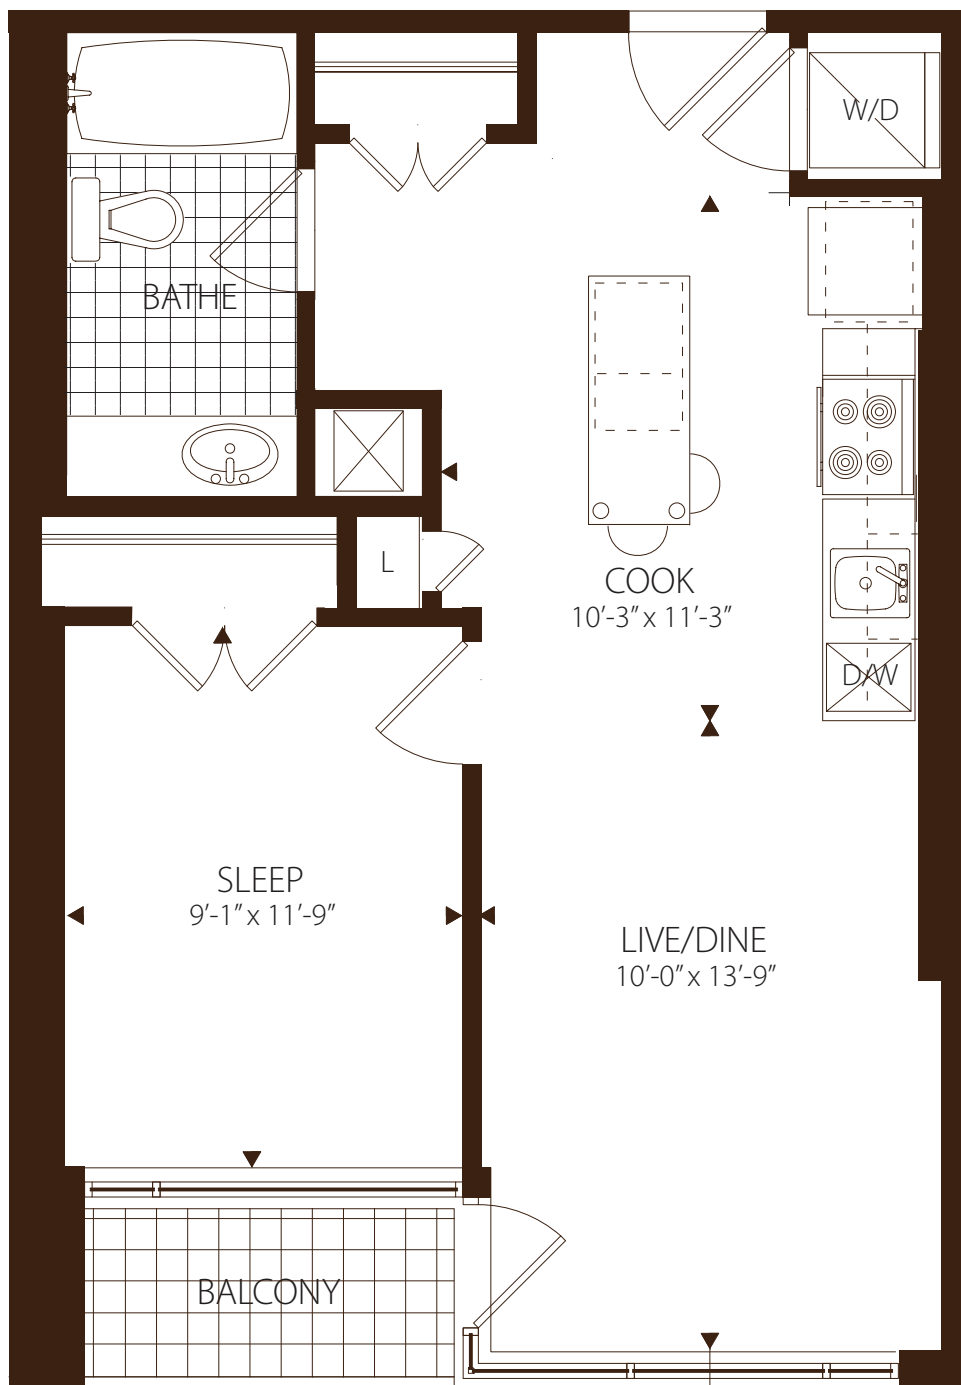 W/D
BATHE
L
COOK
10'-3" x 11'-3"
D/W
SLEEP
9'-1" x 11'-9"
LIVE/DINE
10'-0" x 13'-9"
BALCONY